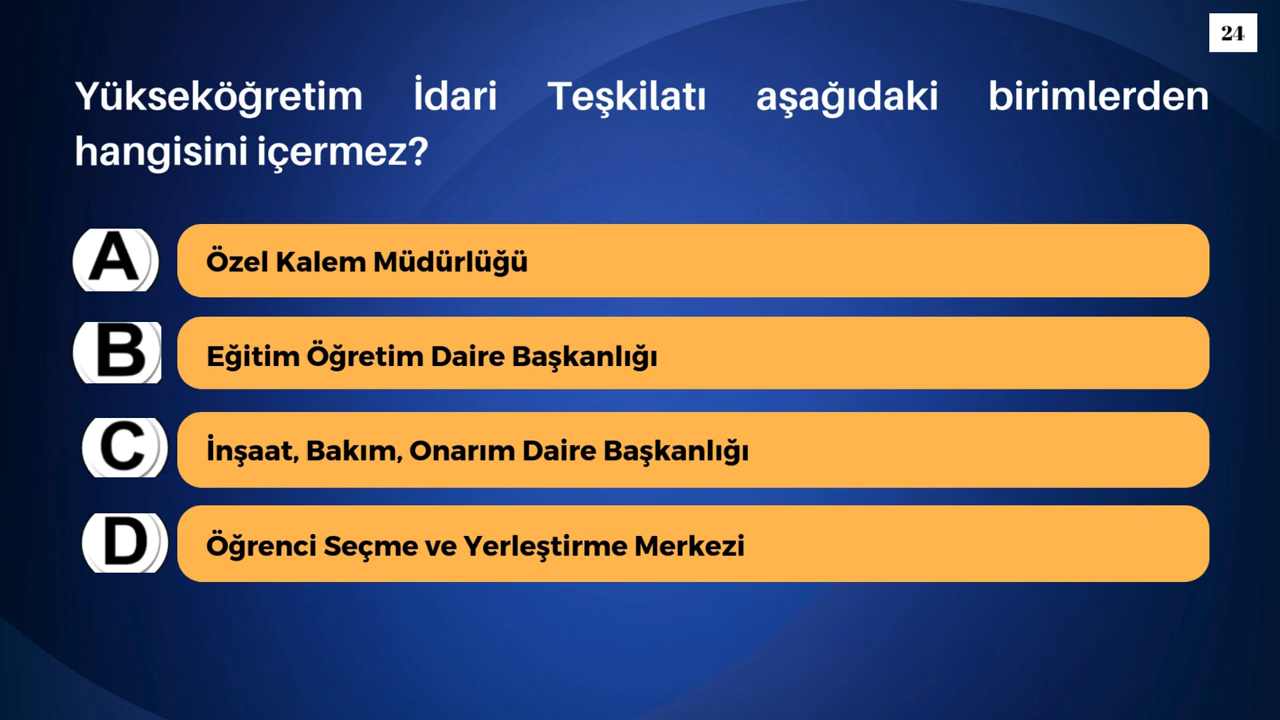 24
Yükseköğretim İdari Teşkilatı aşağıdaki birimlerden
hangisini içermez?
A Özel Kalem Müdürlüğü
B Eğitim Öğretim Daire Başkanlığı
C İnşaat, Bakım, Onarım Daire Başkanlığı
D Öğrenci Seçme ve Yerleştirme Merkezi